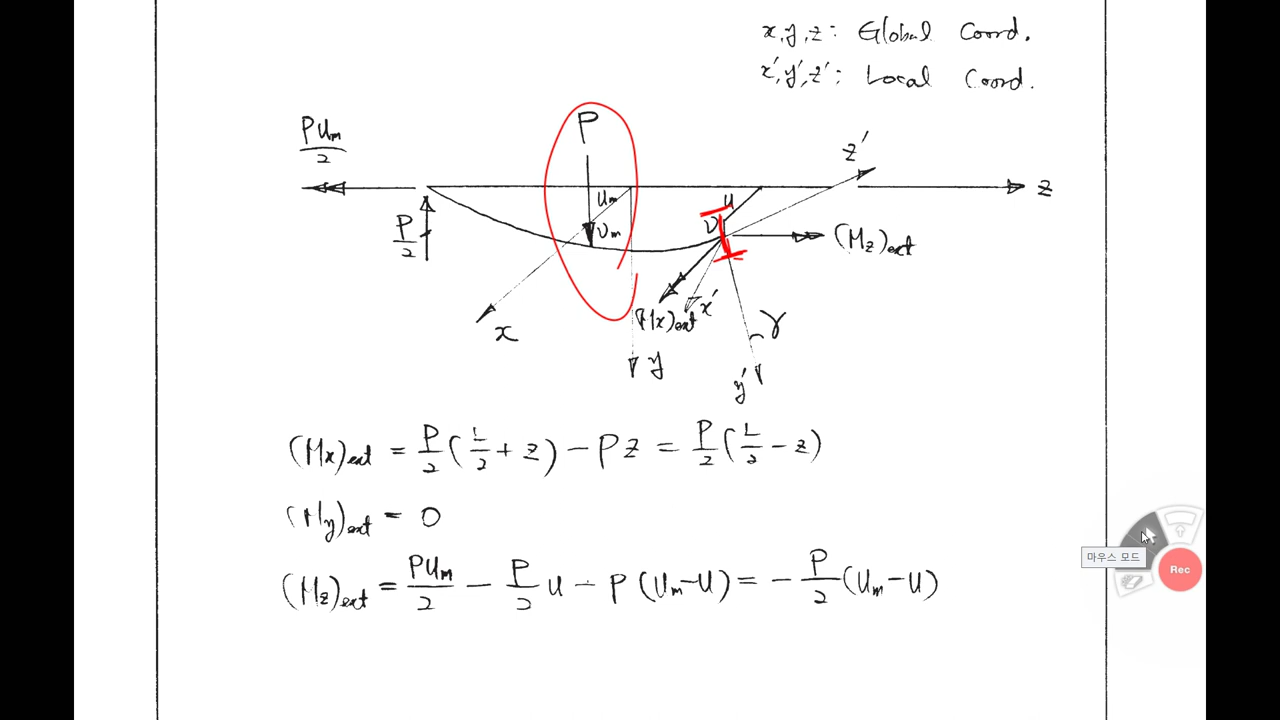 x, y, z : Global Coord.
x', y', z' : Local Coord.
P
PUm/2
z'
Um
u
z
P/2
υm
υ
(Mz)ext
x
(Mx)ext
x'
γ
y
y'
(Mx)ext = P/2 (L/2 + z) - Pz = P/2 (L/2 - z)
(My)ext = 0
마우스 모드
Rec
(Mz)ext = PUm/2 - P/2 u - P (Um-u) = - P/2 (Um-u)